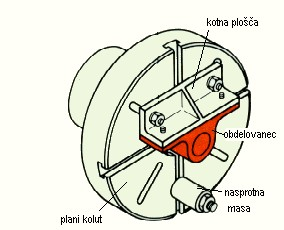 kotna plošča
obdelovanec
nasprotna
masa
plani kolut